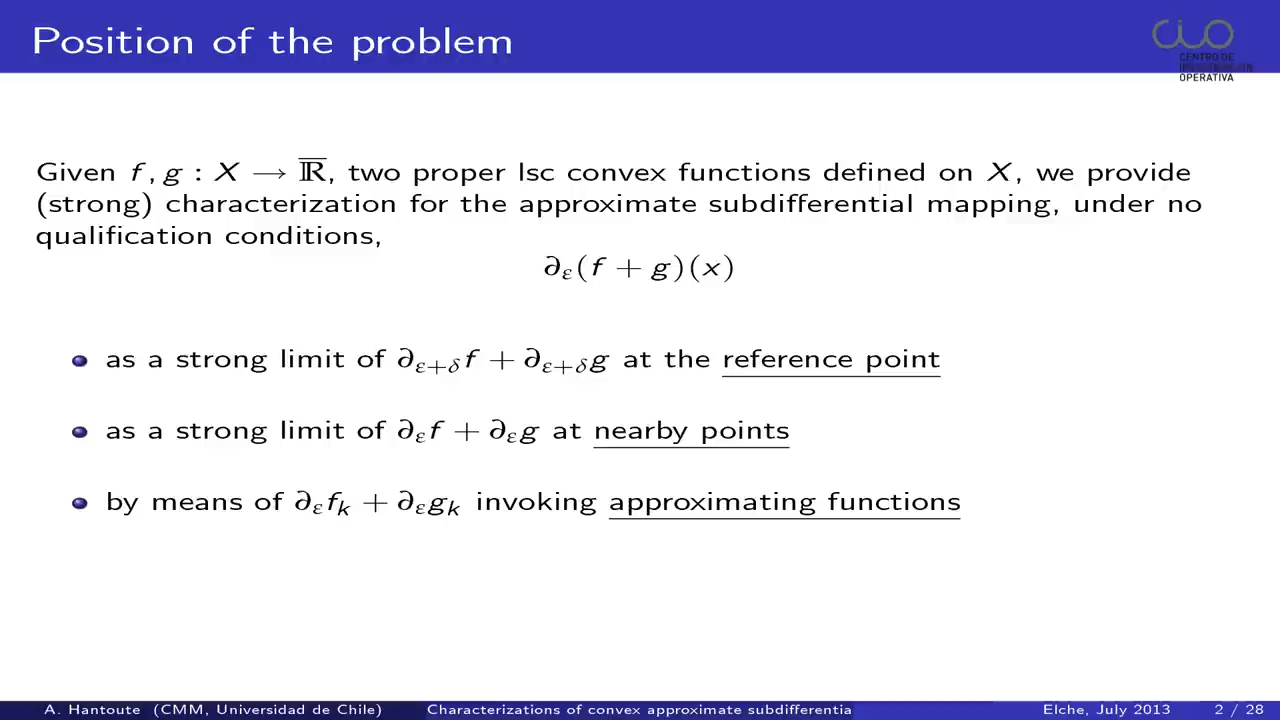 Position of the problem
CIO
CENTRO DE
OPERATIVA
Given f, g : X ⟶ ℝ̅, two proper lsc convex functions defined on X, we provide
(strong) characterization for the approximate subdifferential mapping, under no
qualification conditions,
∂ε(f + g)(x)
as a strong limit of ∂ε+δf + ∂ε+δg at the reference point
as a strong limit of ∂εf + ∂εg at nearby points
by means of ∂εfk + ∂εgk invoking approximating functions
A. Hantoute (CMM, Universidad de Chile) Characterizations of convex approximate subdifferentia Elche, July 2013 2 / 28